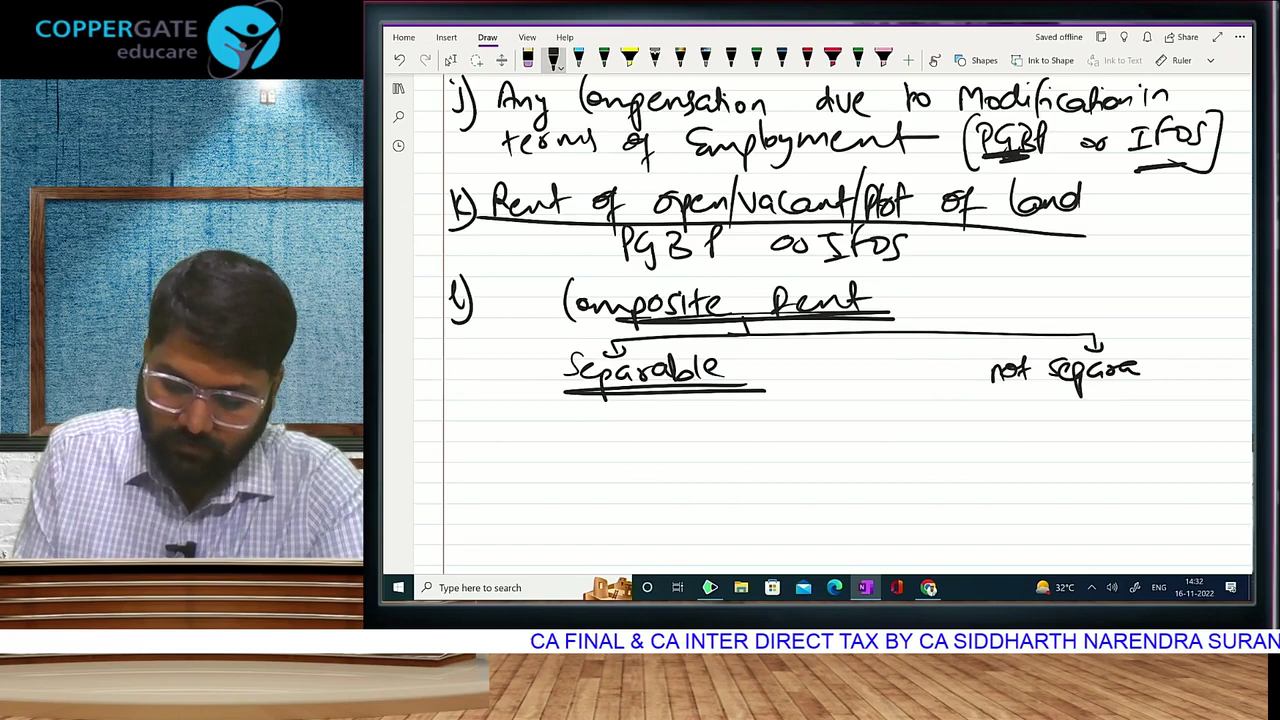 COPPERGATE
educare
Home Insert Draw View Help
Saved offline
Share
Shapes
Ink to Shape
Ink to Text
Ruler
j) Any Compensation due to Modification in
terms of Employment (PGBP or IFOS)
k) Rent of open/vacant/Plot of land
PGBP or IFOS
l) Composite Rent
Separable not separa
Type here to search
32°C
ENG
14:32
16-11-2022
CA FINAL & CA INTER DIRECT TAX BY CA SIDDHARTH NARENDRA SURAN